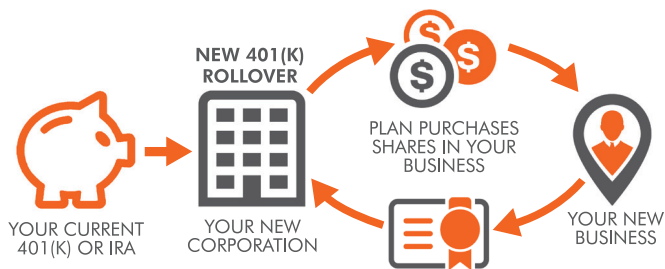 NEW 401(K)
ROLLOVER
$
$
$
PLAN PURCHASES
SHARES IN YOUR
BUSINESS
YOUR CURRENT
401(K) OR IRA
YOUR NEW
CORPORATION
YOUR NEW
BUSINESS